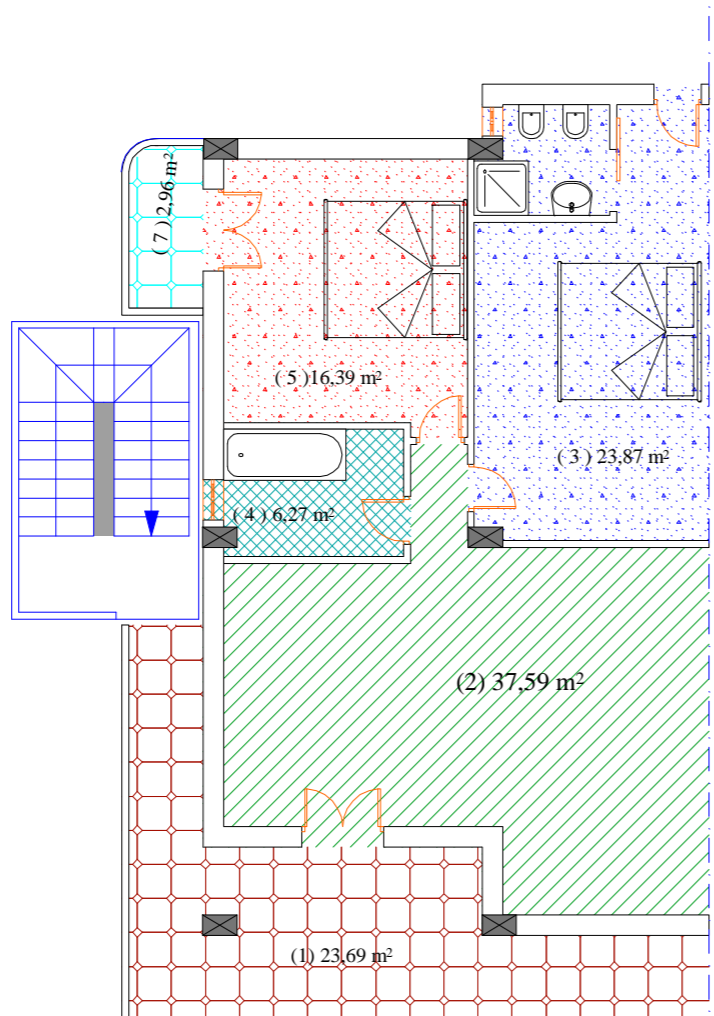 ( 7 ) 2,96 m²
( 5 )16,39 m²
( 3 ) 23,87 m²
( 4 ) 6,27 m²
(2) 37,59 m²
(1) 23,69 m²